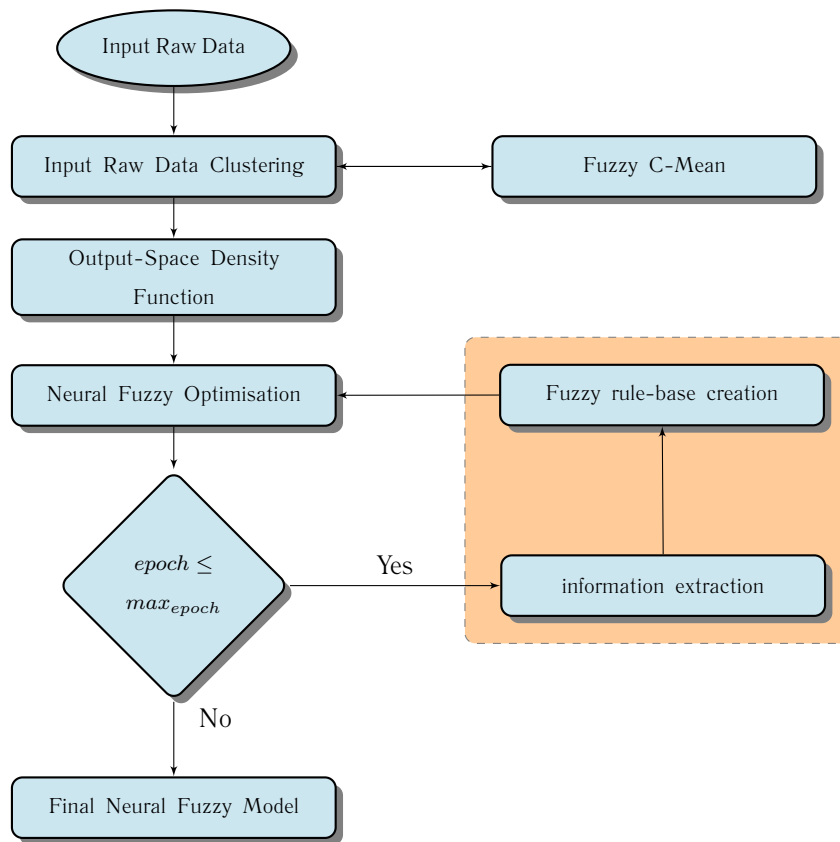 Input Raw Data
Input Raw Data Clustering
Fuzzy C-Mean
Output-Space Density
Function
Neural Fuzzy Optimisation
Fuzzy rule-base creation
epoch ≤
max_epoch
Yes
information extraction
No
Final Neural Fuzzy Model